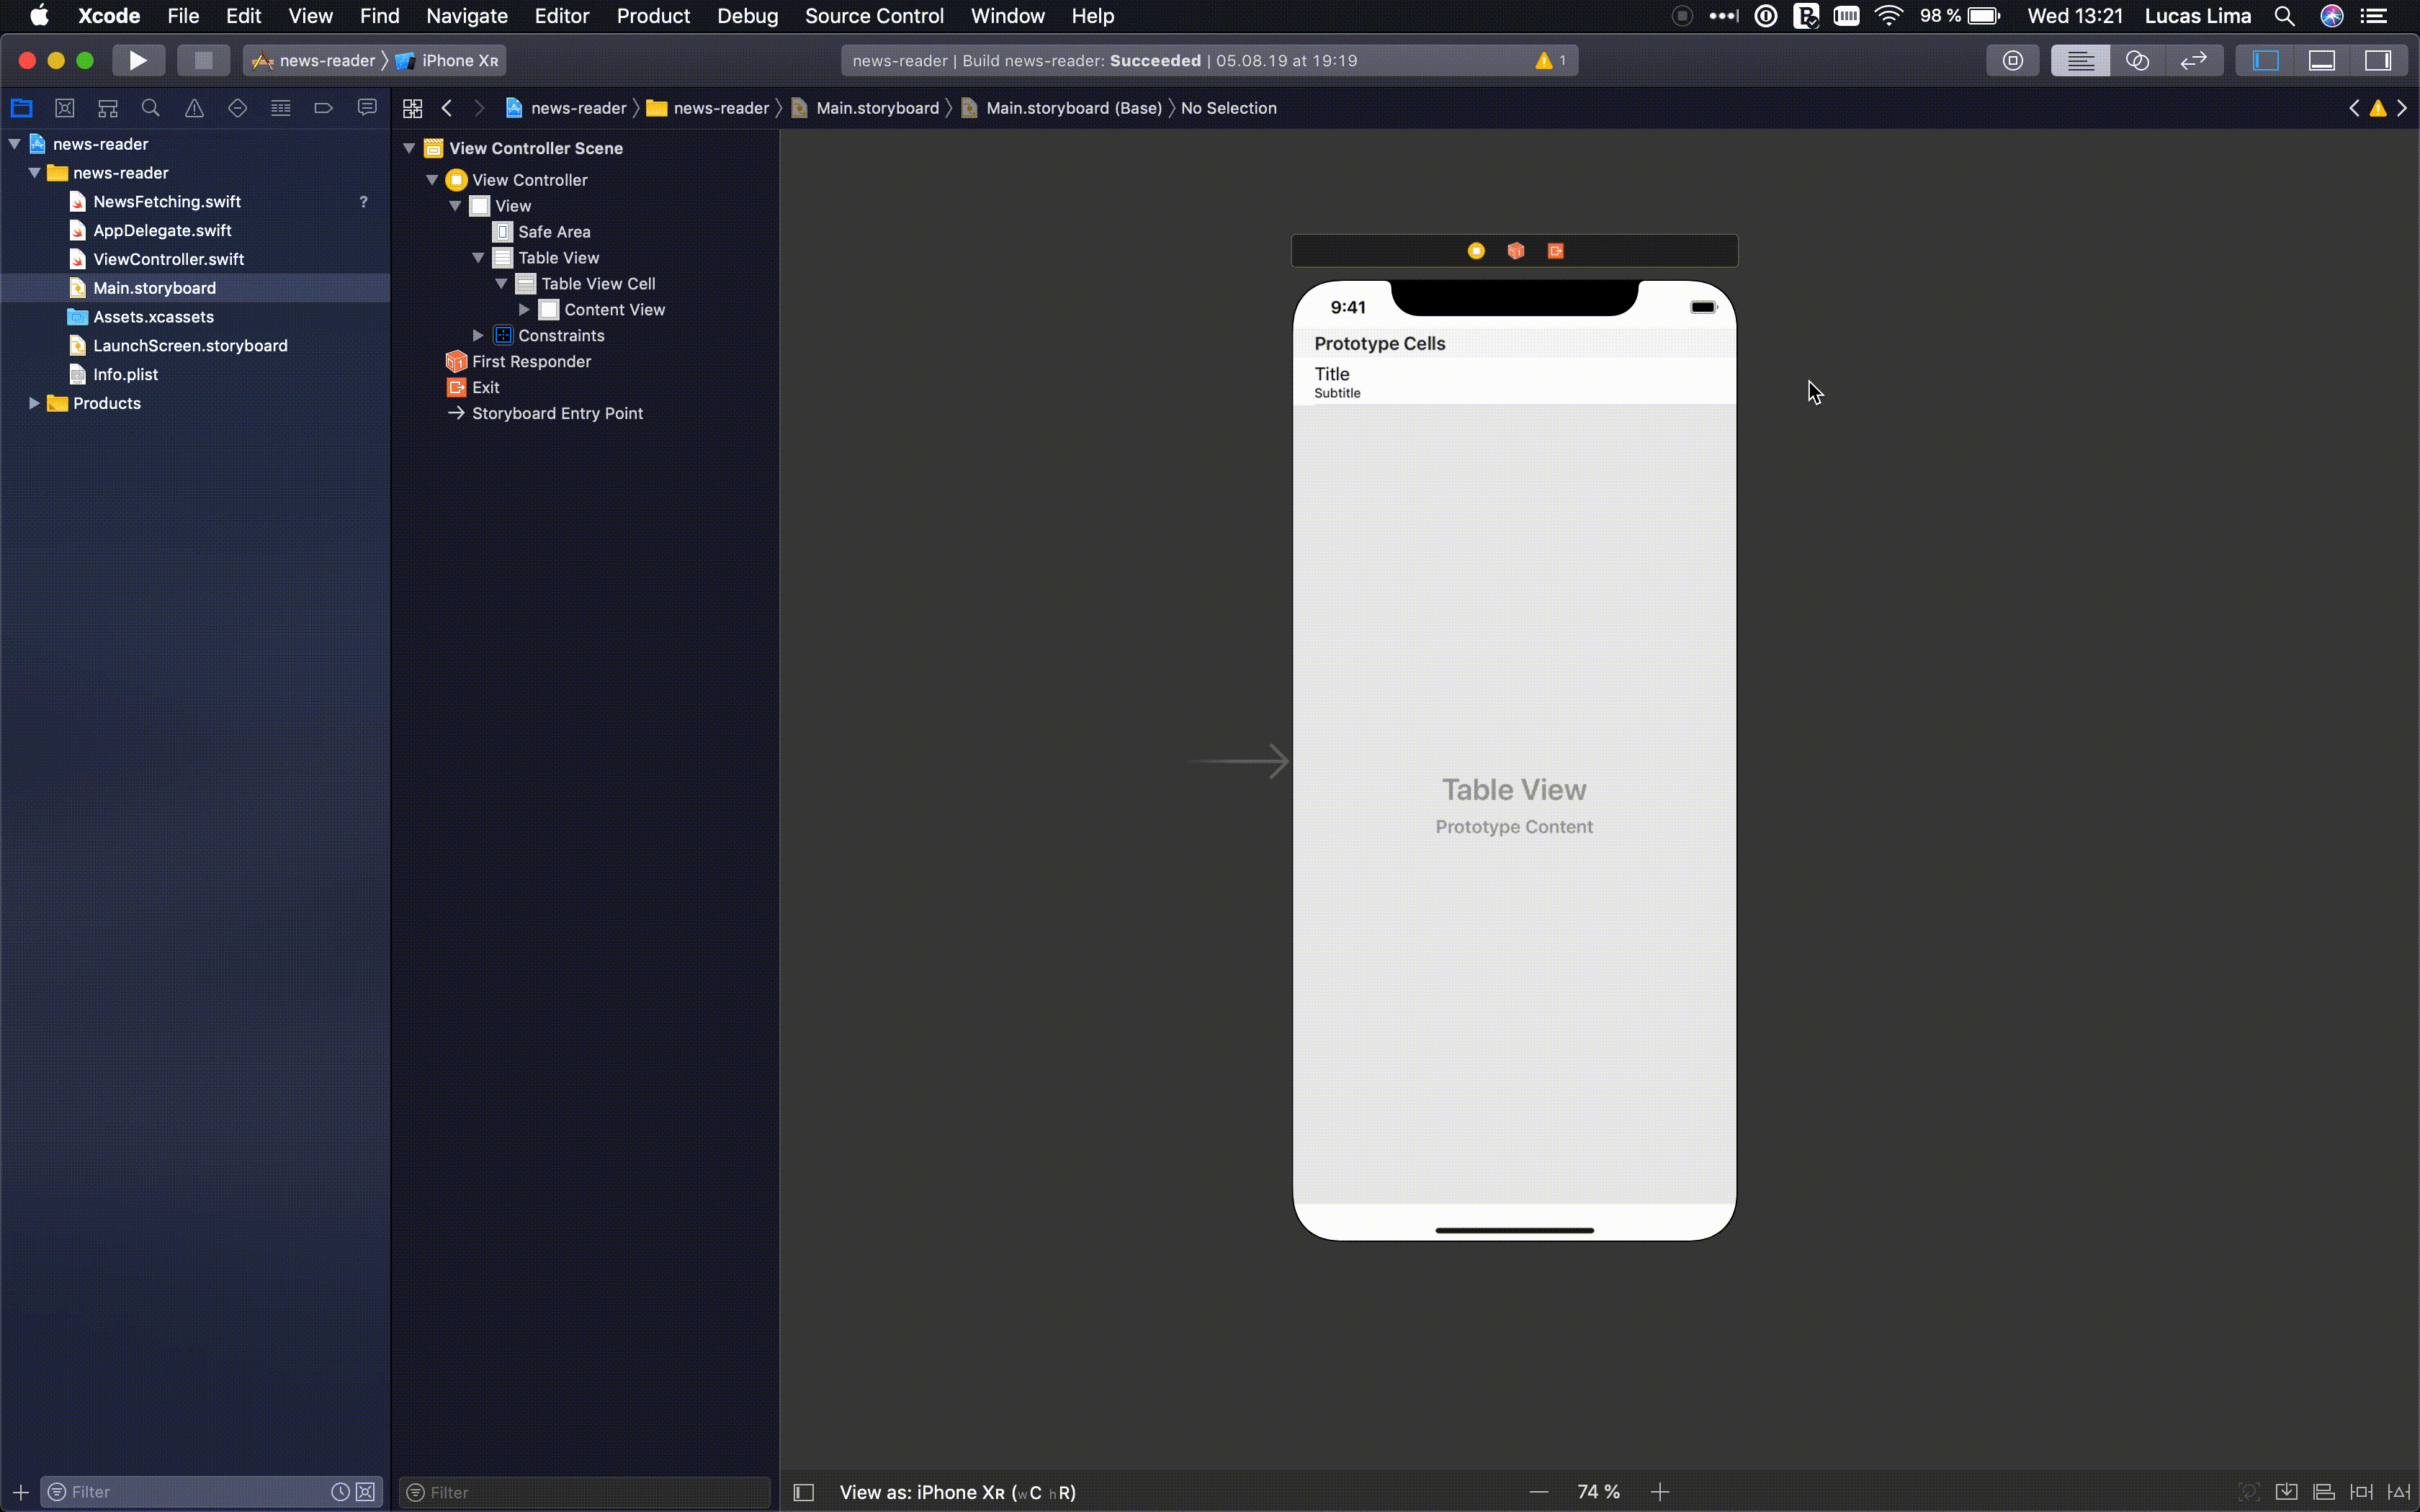 Xcode File Edit View Find Navigate Editor Product Debug Source Control Window Help 98 % Wed 13:21 Lucas Lima
news-reader iPhone XR news-reader | Build news-reader: Succeeded | 05.08.19 at 19:19 1
news-reader news-reader Main.storyboard Main.storyboard (Base) No Selection
news-reader
news-reader
NewsFetching.swift ?
AppDelegate.swift
ViewController.swift
Main.storyboard
Assets.xcassets
LaunchScreen.storyboard
Info.plist
Products
View Controller Scene
View Controller
View
Safe Area
Table View
Table View Cell
Content View
Constraints
First Responder
Exit
Storyboard Entry Point
9:41
Prototype Cells
Title
Subtitle
Table View
Prototype Content
Filter
Filter
View as: iPhone XR (wC hR)
74 %